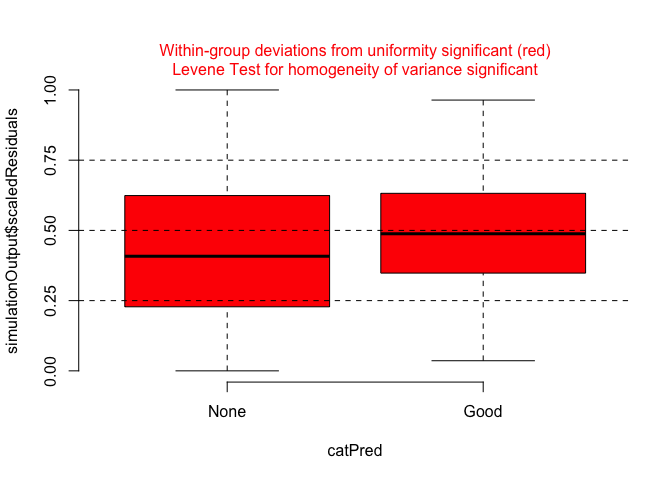 Within-group deviations from uniformity significant (red)
Levene Test for homogeneity of variance significant
simulationOutput$scaledResiduals
1.00
0.75
0.50
0.25
0.00
None
Good
catPred